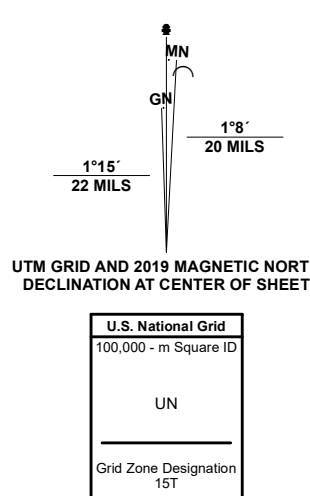 MN
GN
1°8´
20 MILS
1°15´
22 MILS
UTM GRID AND 2019 MAGNETIC NORT
DECLINATION AT CENTER OF SHEET
U.S. National Grid
100,000 - m Square ID
UN
Grid Zone Designation
15T